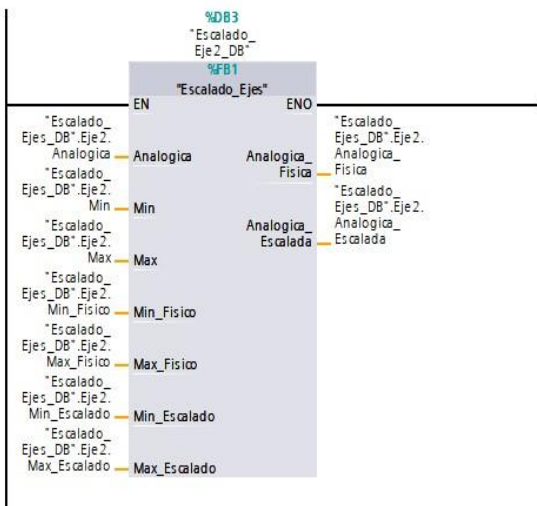 %DB3
"Escalado_
Eje2_DB"
%FB1
"Escalado_Ejes"
EN
ENO
"Escalado_
Ejes_DB".Eje2.
Analogica
Analogica
"Escalado_
Ejes_DB".Eje2.
Min
Min
"Escalado_
Ejes_DB".Eje2.
Max
Max
"Escalado_
Ejes_DB".Eje2.
Min_Fisico
Min_Fisico
"Escalado_
Ejes_DB".Eje2.
Max_Fisico
Max_Fisico
"Escalado_
Ejes_DB".Eje2.
Min_Escalado
Min_Escalado
"Escalado_
Ejes_DB".Eje2.
Max_Escalado
Max_Escalado
Analogica_
Fisica
"Escalado_
Ejes_DB".Eje2.
Analogica_
Fisica
Analogica_
Escalada
"Escalado_
Ejes_DB".Eje2.
Analogica_
Escalada